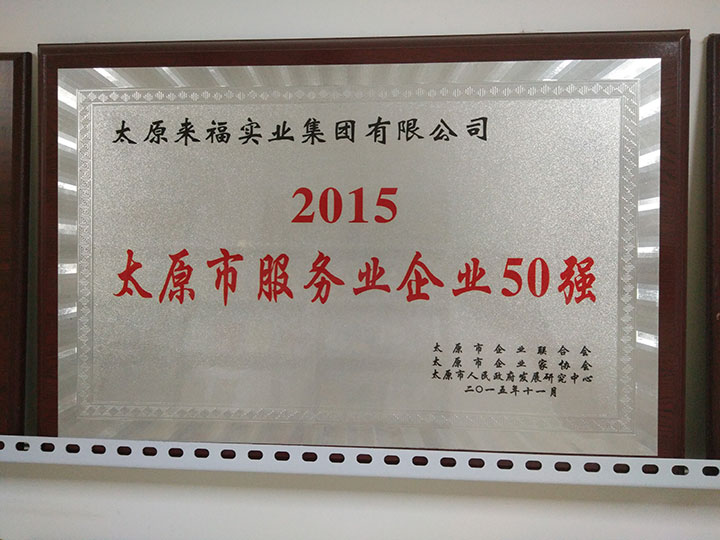 太原来福实业集团有限公司
2015
太原市服务业企业50强
太原市企业联合会
太原市企业家协会
太原市人民政府发展研究中心
二〇一五年十一月